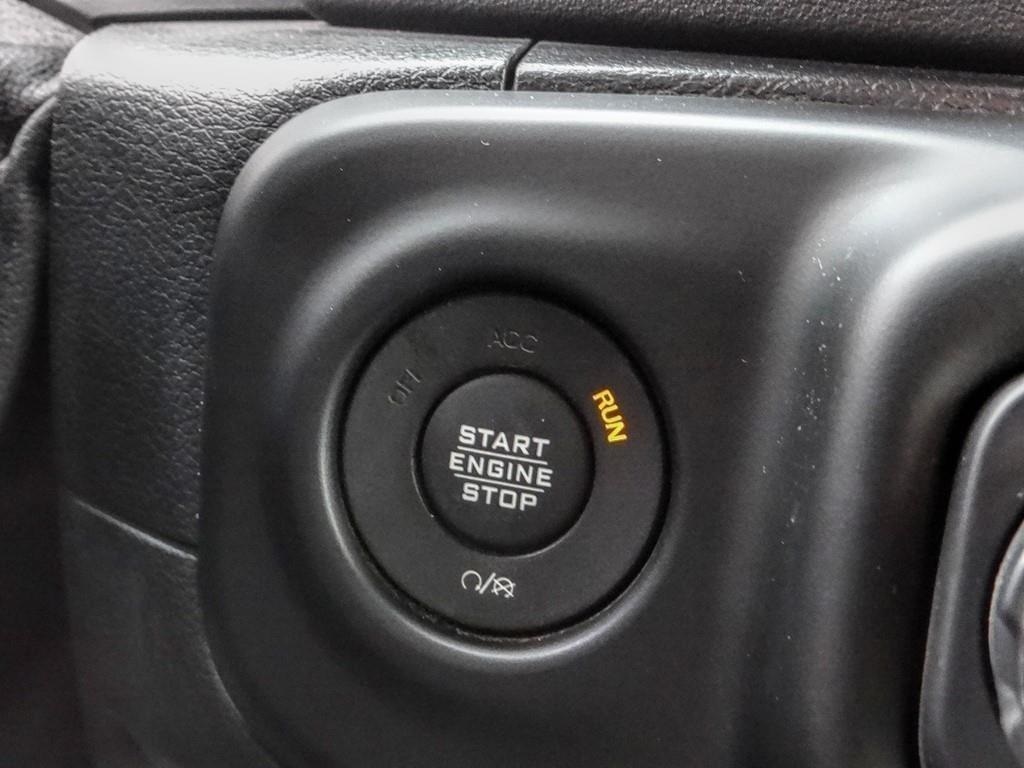 ACC
OFF
RUN
START
ENGINE
STOP